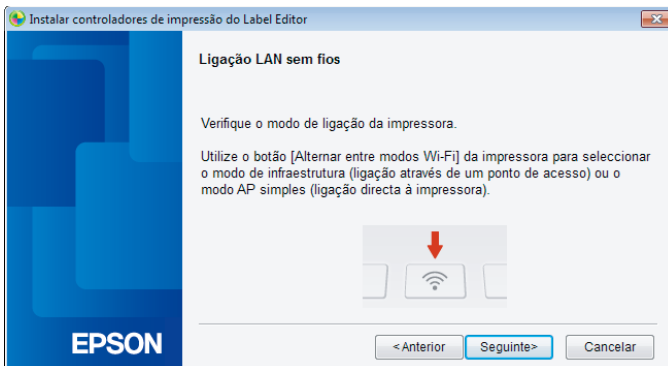 Instalar controladores de impressão do Label Editor
Ligação LAN sem fios
Verifique o modo de ligação da impressora.
Utilize o botão [Alternar entre modos Wi-Fi] da impressora para seleccionar
o modo de infraestrutura (ligação através de um ponto de acesso) ou o
modo AP simples (ligação directa à impressora).
EPSON
<Anterior
Seguinte>
Cancelar